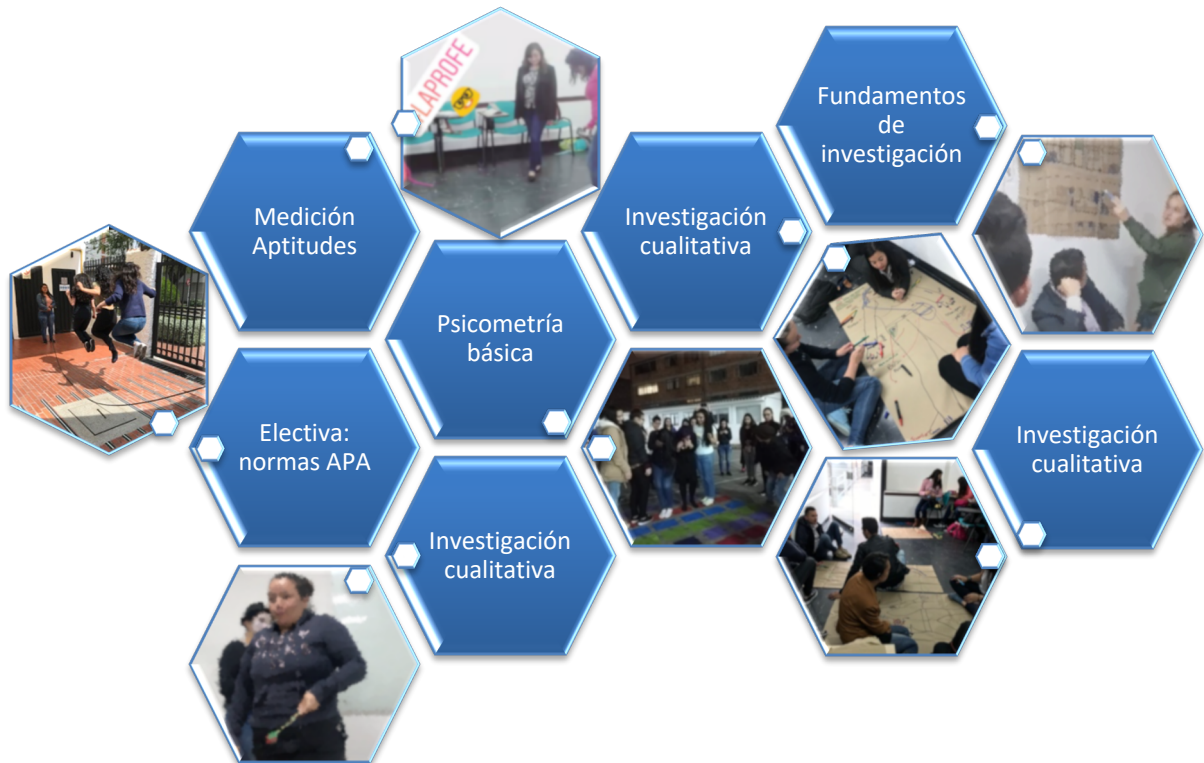 LAPROFE
Fundamentos
de
investigación
Medición
Aptitudes
Investigación
cualitativa
Psicometría
básica
Electiva:
normas APA
Investigación
cualitativa
Investigación
cualitativa